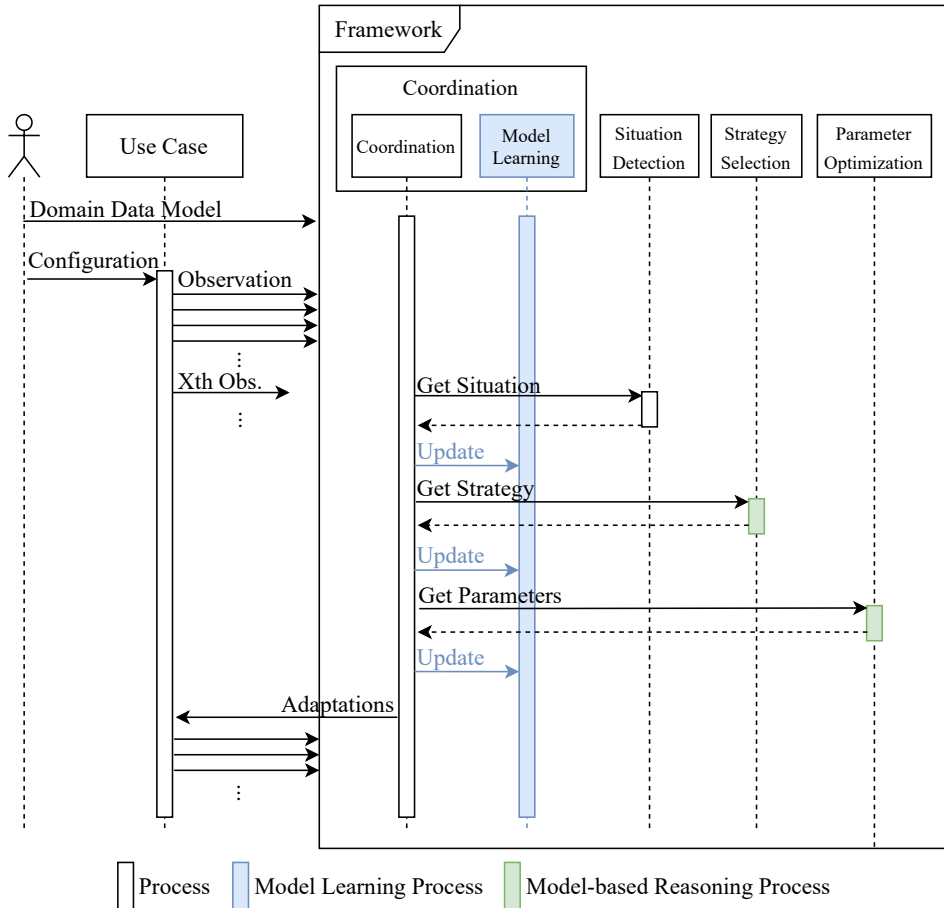 Framework
Coordination
Use Case
Coordination
Model
Learning
Situation
Detection
Strategy
Selection
Parameter
Optimization
Domain Data Model
Configuration
Observation
...
Xth Obs.
...
Get Situation
Update
Get Strategy
Update
Get Parameters
Update
Adaptations
...
Process
Model Learning Process
Model-based Reasoning Process